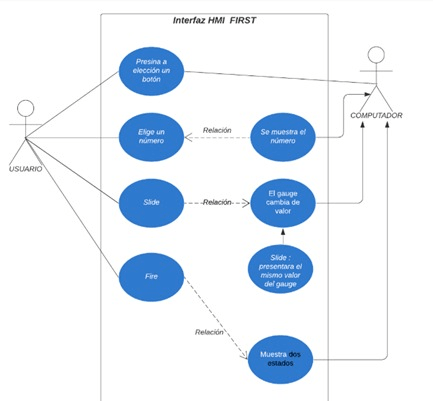 Interfaz HMI FIRST
Presina a
elección un
botón
USUARIO
COMPUTADOR
Elige un
número
Relación
Se muestra el
número
Slide
Relación
El gauge
cambia de
valor
Slide :
presentara el
mismo valor
del gauge
Fire
Relación
Muestra dos
estados